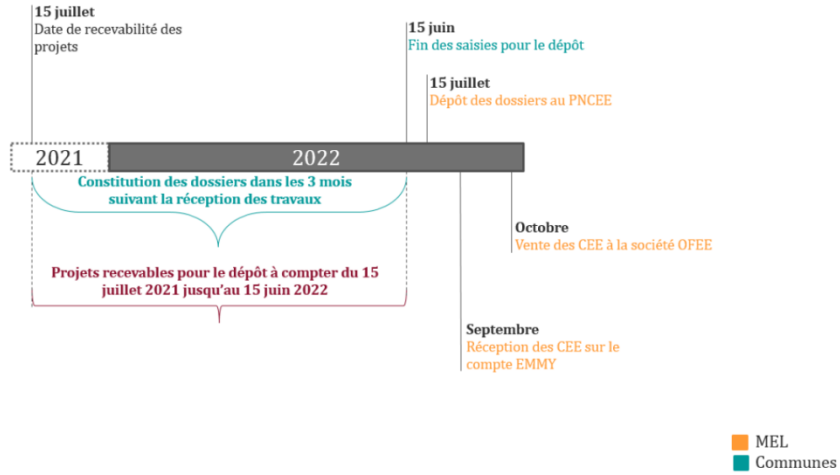 15 juillet
Date de recevabilité des
projets
15 juin
Fin des saisies pour le dépôt
15 juillet
Dépôt des dossiers au PNCEE
2021
2022
Constitution des dossiers dans les 3 mois
suivant la réception des travaux
Projets recevables pour le dépôt à compter du 15
juillet 2021 jusqu'au 15 juin 2022
Octobre
Vente des CEE à la société OFEE
Septembre
Réception des CEE sur le
compte EMMY
MEL
Communes